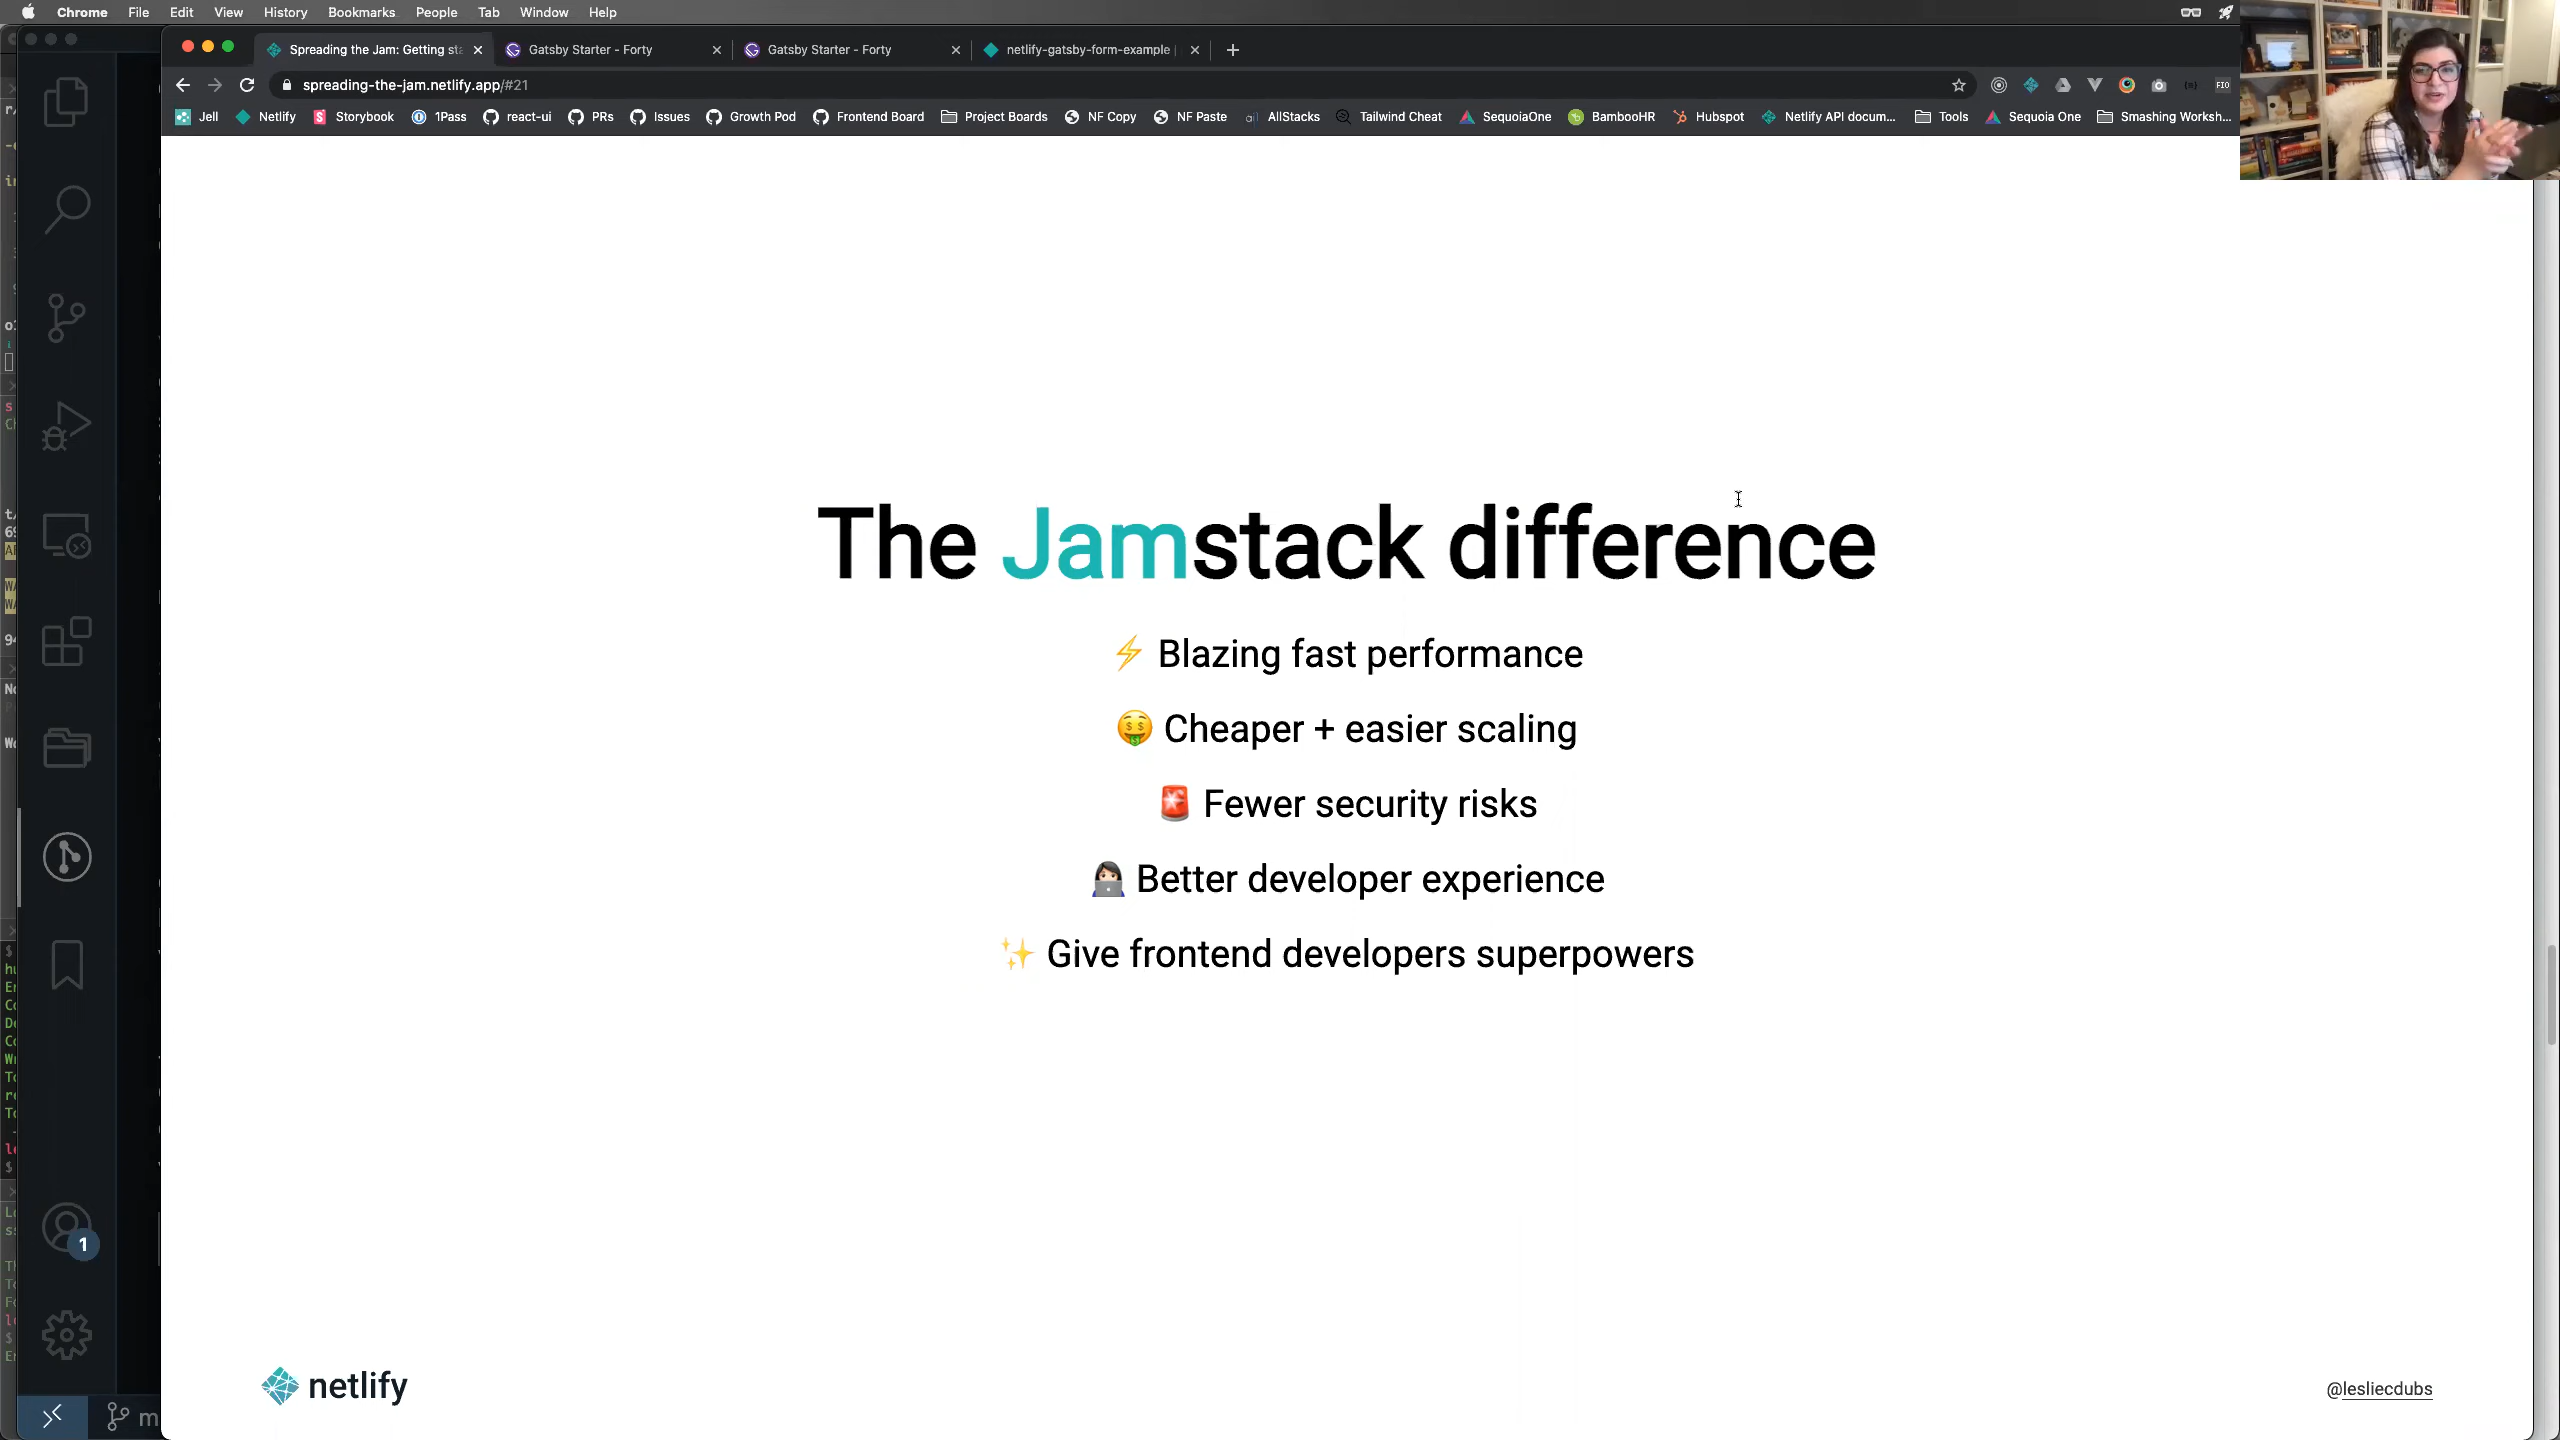 Chrome File Edit View History Bookmarks People Tab Window Help
Spreading the Jam: Getting sta Gatsby Starter - Forty Gatsby Starter - Forty netlify-gatsby-form-example
spreading-the-jam.netlify.app/#21
Jell Netlify Storybook 1Pass react-ui PRs Issues Growth Pod Frontend Board Project Boards NF Copy NF Paste AllStacks Tailwind Cheat SequoiaOne BambooHR Hubspot Netlify API docum... Tools Sequoia One Smashing Worksh...
The Jamstack difference
⚡ Blazing fast performance
🤑 Cheaper + easier scaling
🚨 Fewer security risks
👩🏻‍💻 Better developer experience
✨ Give frontend developers superpowers
1
netlify
@lesliecdubs